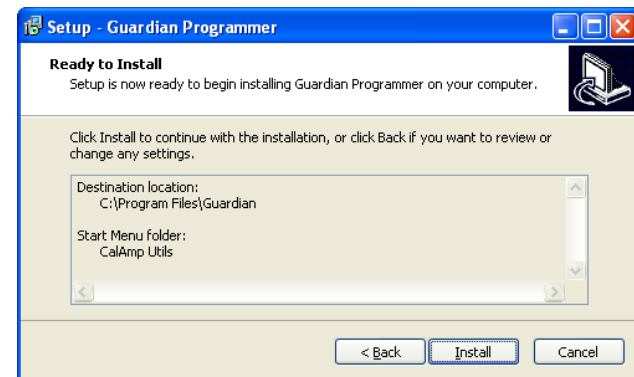 Setup - Guardian Programmer
Ready to Install
Setup is now ready to begin installing Guardian Programmer on your computer.
Click Install to continue with the installation, or click Back if you want to review or
change any settings.
Destination location:
C:\Program Files\Guardian
Start Menu folder:
CalAmp Utils
< Back
Install
Cancel